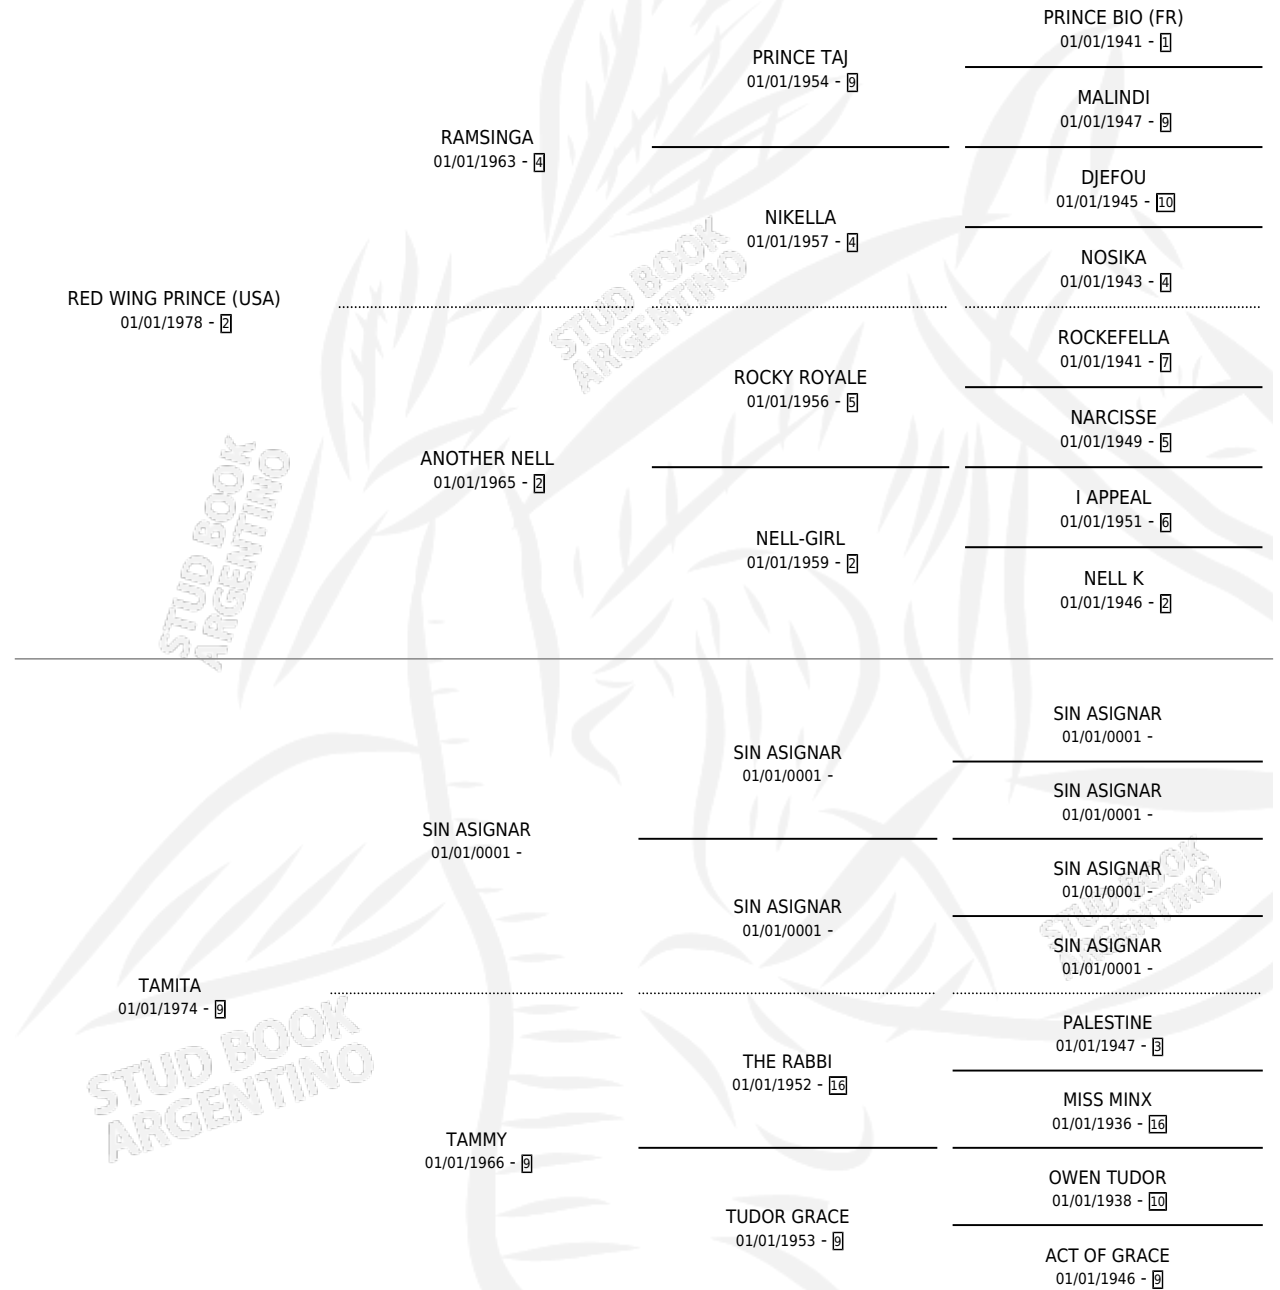 PRINCE BIO (FR)
01/01/1941 - 1
PRINCE TAJ
01/01/1954 - 9
MALINDI
01/01/1947 - 9
RAMSINGA
01/01/1963 - 4
DJEFOU
01/01/1945 - 10
NIKELLA
01/01/1957 - 4
NOSIKA
01/01/1943 - 4
RED WING PRINCE (USA)
01/01/1978 - 2
ROCKEFELLA
01/01/1941 - 7
ROCKY ROYALE
01/01/1956 - 5
NARCISSE
01/01/1949 - 5
ANOTHER NELL
01/01/1965 - 2
I APPEAL
01/01/1951 - 6
NELL-GIRL
01/01/1959 - 2
NELL K
01/01/1946 - 2
STUD BOOK
ARGENTINO
STUD BOOK
ARGENTINO
SIN ASIGNAR
01/01/0001 -
SIN ASIGNAR
01/01/0001 -
SIN ASIGNAR
01/01/0001 -
SIN ASIGNAR
01/01/0001 -
SIN ASIGNAR
01/01/0001 -
SIN ASIGNAR
01/01/0001 -
SIN ASIGNAR
01/01/0001 -
TAMITA
01/01/1974 - 9
PALESTINE
01/01/1947 - 3
THE RABBI
01/01/1952 - 16
MISS MINX
01/01/1936 - 16
TAMMY
01/01/1966 - 9
OWEN TUDOR
01/01/1938 - 10
TUDOR GRACE
01/01/1953 - 9
ACT OF GRACE
01/01/1946 - 9
STUD BOOK
ARGENTINO
STUD BOOK
ARGENTINO